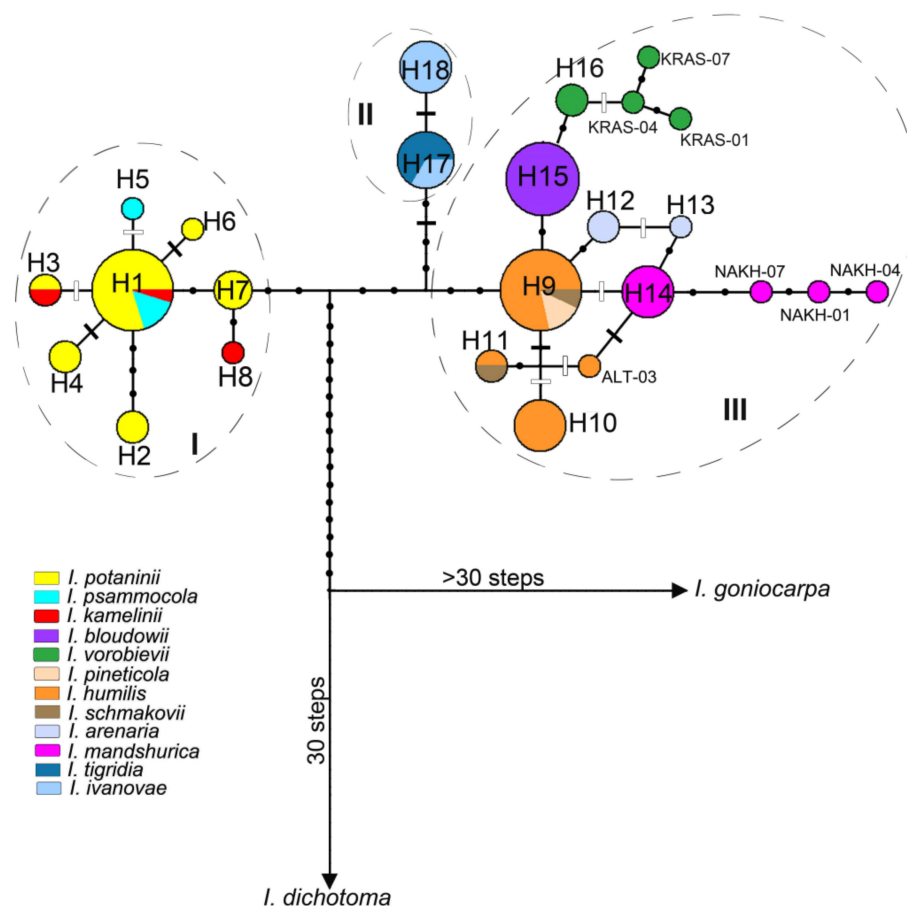 H18
KRAS-07
H16
II
KRAS-04
KRAS-01
H17
H15
H5
H12
H13
H6
H3
H1
H7
H9
H14
NAKH-07
NAKH-04
NAKH-01
H11
H4
H8
ALT-03
III
H2
I
H10
I. potaninii
I. psammocola
I. kamelinii
I. bloudowii
I. vorobievii
I. pineticola
I. humilis
I. schmakovii
I. arenaria
I. mandshurica
I. tigridia
I. ivanovae
>30 steps
I. goniocarpa
30 steps
I. dichotoma